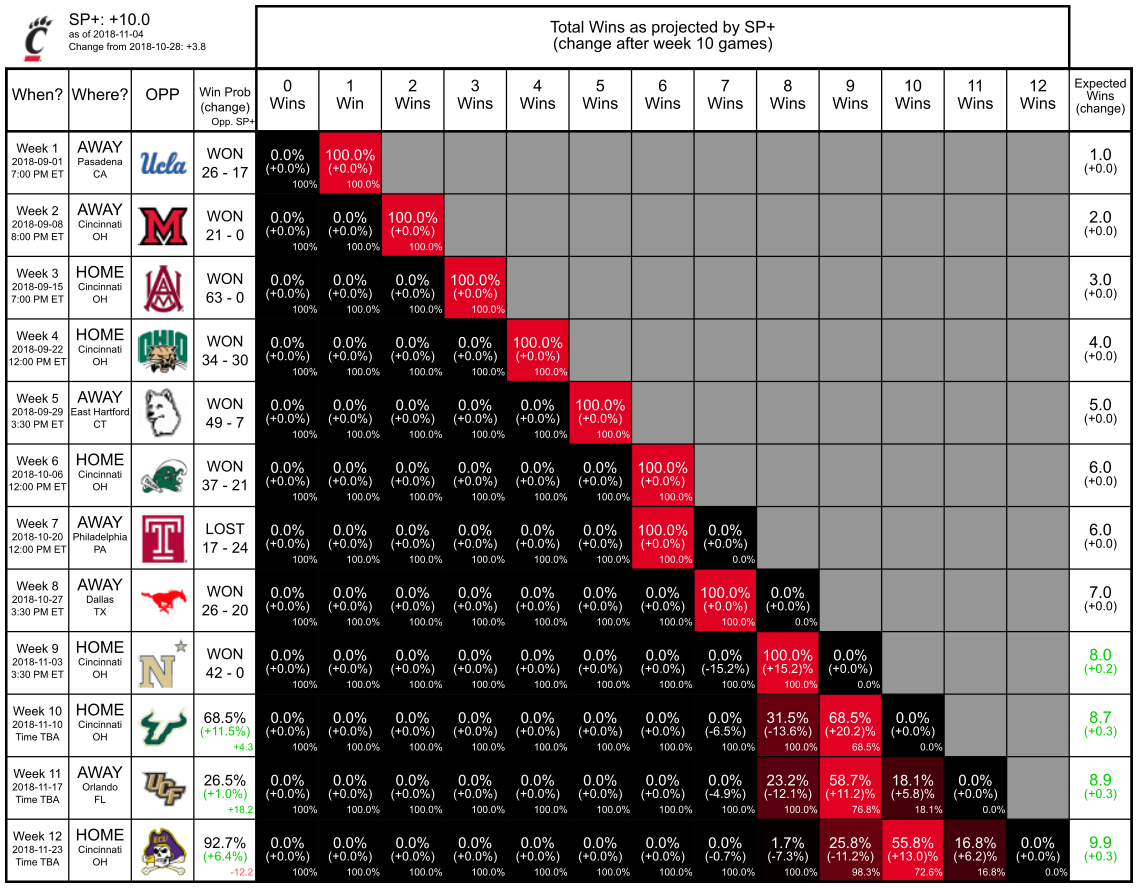 C
SP+: +10.0
as of 2018-11-04
Change from 2018-10-28: +3.8
Total Wins as projected by SP+
(change after week 10 games)
When? Where? OPP Win Prob (change) Opp. SP+ 0 Wins 1 Win 2 Wins 3 Wins 4 Wins 5 Wins 6 Wins 7 Wins 8 Wins 9 Wins 10 Wins 11 Wins 12 Wins Expected Wins (change)
Week 1 AWAY Ucla WON 0.0% 100.0% 1.0
2018-09-01 Pasadena 26 - 17 (+0.0%) (+0.0%) (+0.0)
7:00 PM ET CA 100% 100.0%
Week 2 AWAY M WON 0.0% 0.0% 100.0% 2.0
2018-09-08 Cincinnati 21 - 0 (+0.0%) (+0.0%) (+0.0%) (+0.0)
8:00 PM ET OH 100% 100.0% 100.0%
Week 3 HOME WON 0.0% 0.0% 0.0% 100.0% 3.0
2018-09-15 Cincinnati 63 - 0 (+0.0%) (+0.0%) (+0.0%) (+0.0%) (+0.0)
7:00 PM ET OH 100% 100.0% 100.0% 100.0%
Week 4 HOME OHIO WON 0.0% 0.0% 0.0% 0.0% 100.0% 4.0
2018-09-22 Cincinnati 34 - 30 (+0.0%) (+0.0%) (+0.0%) (+0.0%) (+0.0%) (+0.0)
12:00 PM ET OH 100% 100.0% 100.0% 100.0% 100.0%
Week 5 AWAY WON 0.0% 0.0% 0.0% 0.0% 0.0% 100.0% 5.0
2018-09-29 East Hartford 49 - 7 (+0.0%) (+0.0%) (+0.0%) (+0.0%) (+0.0%) (+0.0%) (+0.0)
3:30 PM ET CT 100% 100.0% 100.0% 100.0% 100.0% 100.0%
Week 6 HOME WON 0.0% 0.0% 0.0% 0.0% 0.0% 0.0% 100.0% 6.0
2018-10-06 Cincinnati 37 - 21 (+0.0%) (+0.0%) (+0.0%) (+0.0%) (+0.0%) (+0.0%) (+0.0%) (+0.0)
12:00 PM ET OH 100% 100.0% 100.0% 100.0% 100.0% 100.0% 100.0%
Week 7 AWAY T LOST 0.0% 0.0% 0.0% 0.0% 0.0% 0.0% 100.0% 0.0% 6.0
2018-10-20 Philadelphia 17 - 24 (+0.0%) (+0.0%) (+0.0%) (+0.0%) (+0.0%) (+0.0%) (+0.0%) (+0.0%) (+0.0)
12:00 PM ET PA 100% 100.0% 100.0% 100.0% 100.0% 100.0% 100.0% 0.0%
Week 8 AWAY WON 0.0% 0.0% 0.0% 0.0% 0.0% 0.0% 0.0% 100.0% 0.0% 7.0
2018-10-27 Dallas 26 - 20 (+0.0%) (+0.0%) (+0.0%) (+0.0%) (+0.0%) (+0.0%) (+0.0%) (+0.0%) (+0.0%) (+0.0)
3:30 PM ET TX 100% 100.0% 100.0% 100.0% 100.0% 100.0% 100.0% 100.0% 0.0%
Week 9 HOME N WON 0.0% 0.0% 0.0% 0.0% 0.0% 0.0% 0.0% 0.0% 100.0% 0.0% 8.0
2018-11-03 Cincinnati 42 - 0 (+0.0%) (+0.0%) (+0.0%) (+0.0%) (+0.0%) (+0.0%) (+0.0%) (-15.2%) (+15.2)% (+0.0%) (+0.2)
3:30 PM ET OH 100% 100.0% 100.0% 100.0% 100.0% 100.0% 100.0% 100.0% 100.0% 0.0%
Week 10 HOME 68.5% 0.0% 0.0% 0.0% 0.0% 0.0% 0.0% 0.0% 0.0% 31.5% 68.5% 0.0% 8.7
2018-11-10 Cincinnati (+11.5%) (+0.0%) (+0.0%) (+0.0%) (+0.0%) (+0.0%) (+0.0%) (+0.0%) (-6.5%) (-13.6%) (+20.2)% (+0.0%) (+0.3)
Time TBA OH +4.3 100% 100.0% 100.0% 100.0% 100.0% 100.0% 100.0% 100.0% 100.0% 68.5% 0.0%
Week 11 AWAY UCF 26.5% 0.0% 0.0% 0.0% 0.0% 0.0% 0.0% 0.0% 0.0% 23.2% 58.7% 18.1% 0.0% 8.9
2018-11-17 Orlando (+1.0%) (+0.0%) (+0.0%) (+0.0%) (+0.0%) (+0.0%) (+0.0%) (+0.0%) (-4.9%) (-12.1%) (+11.2)% (+5.8)% (+0.0%) (+0.3)
Time TBA FL +18.2 100% 100.0% 100.0% 100.0% 100.0% 100.0% 100.0% 100.0% 100.0% 76.8% 18.1% 0.0%
Week 12 HOME ECU 92.7% 0.0% 0.0% 0.0% 0.0% 0.0% 0.0% 0.0% 0.0% 1.7% 25.8% 55.8% 16.8% 0.0% 9.9
2018-11-23 Cincinnati (+6.4%) (+0.0%) (+0.0%) (+0.0%) (+0.0%) (+0.0%) (+0.0%) (+0.0%) (-0.7%) (-7.3%) (-11.2%) (+13.0)% (+6.2)% (+0.0%) (+0.3)
Time TBA OH -12.2 100% 100.0% 100.0% 100.0% 100.0% 100.0% 100.0% 100.0% 100.0% 98.3% 72.6% 16.8% 0.0%